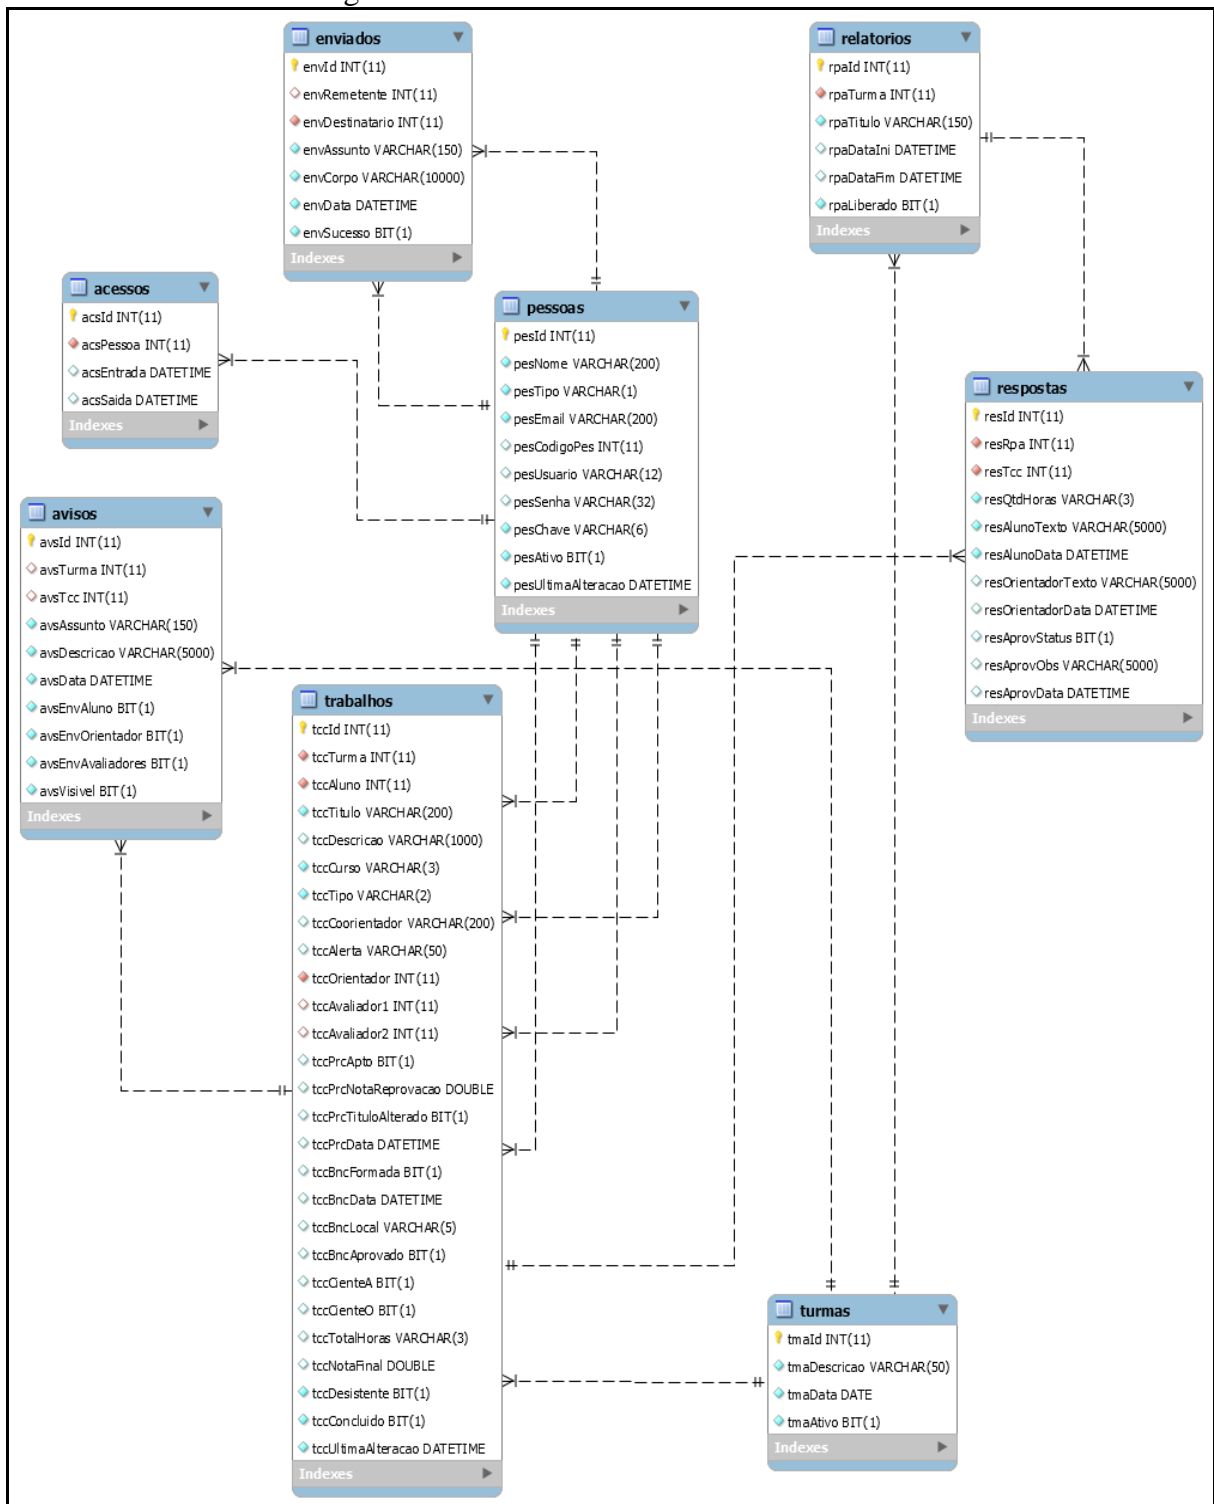 enviados
envId INT(11)
envRemetente INT(11)
envDestinatario INT(11)
envAssunto VARCHAR(150)
envCorpo VARCHAR(10000)
envData DATETIME
envSucesso BIT(1)
Indexes
relatorios
rpaId INT(11)
rpaTurma INT(11)
rpaTitulo VARCHAR(150)
rpaDataIni DATETIME
rpaDataFim DATETIME
rpaLiberado BIT(1)
Indexes
acessos
acsId INT(11)
acsPessoa INT(11)
acsEntrada DATETIME
acsSaida DATETIME
Indexes
pessoas
pesId INT(11)
pesNome VARCHAR(200)
pesTipo VARCHAR(1)
pesEmail VARCHAR(200)
pesCodigoPes INT(11)
pesUsuario VARCHAR(12)
pesSenha VARCHAR(32)
pesChave VARCHAR(6)
pesAtivo BIT(1)
pesUltimaAlteracao DATETIME
Indexes
respostas
resId INT(11)
resRpa INT(11)
resTcc INT(11)
resQtdHoras VARCHAR(3)
resAlunoTexto VARCHAR(5000)
resAlunoData DATETIME
resOrientadorTexto VARCHAR(5000)
resOrientadorData DATETIME
resAprovStatus BIT(1)
resAprovObs VARCHAR(5000)
resAprovData DATETIME
Indexes
avisos
avsId INT(11)
avsTurma INT(11)
avsTcc INT(11)
avsAssunto VARCHAR(150)
avsDescricao VARCHAR(5000)
avsData DATETIME
avsEnvAluno BIT(1)
avsEnvOrientador BIT(1)
avsEnvAvaliadores BIT(1)
avsVisivel BIT(1)
Indexes
trabalhos
tccId INT(11)
tccTurma INT(11)
tccAluno INT(11)
tccTitulo VARCHAR(200)
tccDescricao VARCHAR(1000)
tccCurso VARCHAR(3)
tccTipo VARCHAR(2)
tccCoorientador VARCHAR(200)
tccAlerta VARCHAR(50)
tccOrientador INT(11)
tccAvaliador1 INT(11)
tccAvaliador2 INT(11)
tccPrcApto BIT(1)
tccPrcNotaReprovacao DOUBLE
tccPrcTituloAlterado BIT(1)
tccPrcData DATETIME
tccBncFormada BIT(1)
tccBncData DATETIME
tccBncLocal VARCHAR(5)
tccBncAprovado BIT(1)
tccCienteA BIT(1)
tccCienteO BIT(1)
tccTotalHoras VARCHAR(3)
tccNotaFinal DOUBLE
tccDesistente BIT(1)
tccConcluido BIT(1)
tccUltimaAlteracao DATETIME
Indexes
turmas
tmaId INT(11)
tmaDescricao VARCHAR(50)
tmaData DATE
tmaAtivo BIT(1)
Indexes